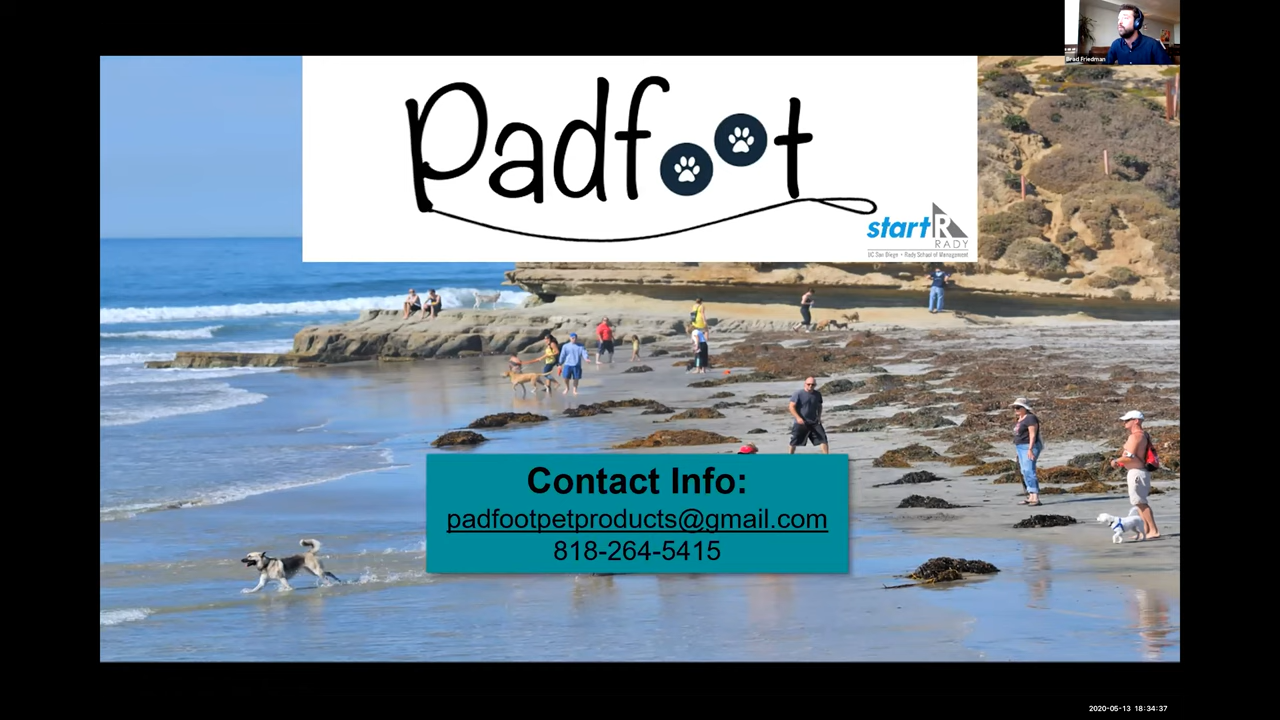 Brad Friedman
Padfoot
startR
RADY
UC San Diego • Rady School of Management
Contact Info:
padfootpetproducts@gmail.com
818-264-5415
2020-05-13 18:34:37